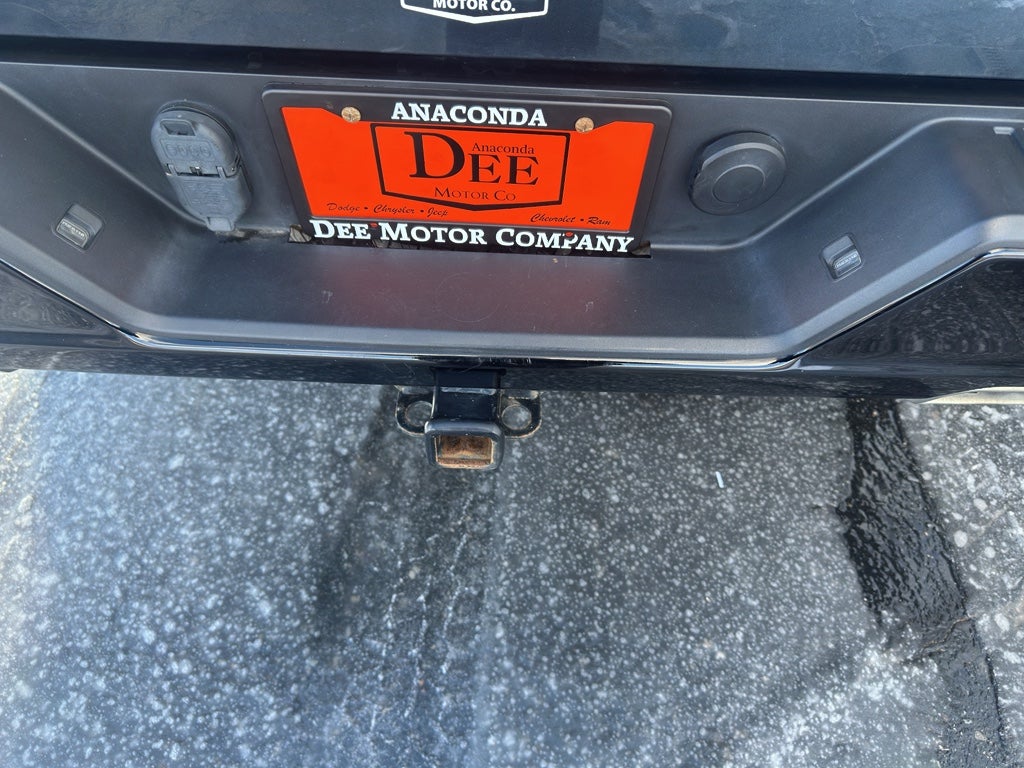 MOTOR CO.
ANACONDA
Anaconda
DEE
MOTOR CO
Dodge • Chrysler • Jeep
Chevrolet • Ram
DEE MOTOR COMPANY